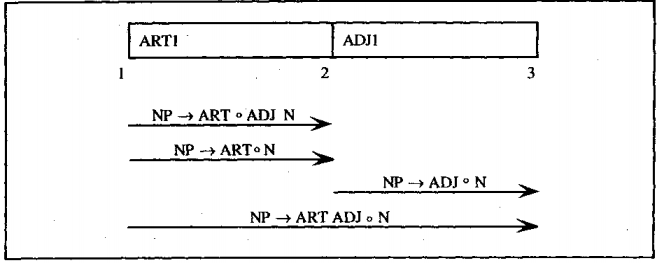 ART1 ADJ1
1 2 3
NP → ART ∘ ADJ N
NP → ART ∘ N
NP → ADJ ∘ N
NP → ART ADJ ∘ N